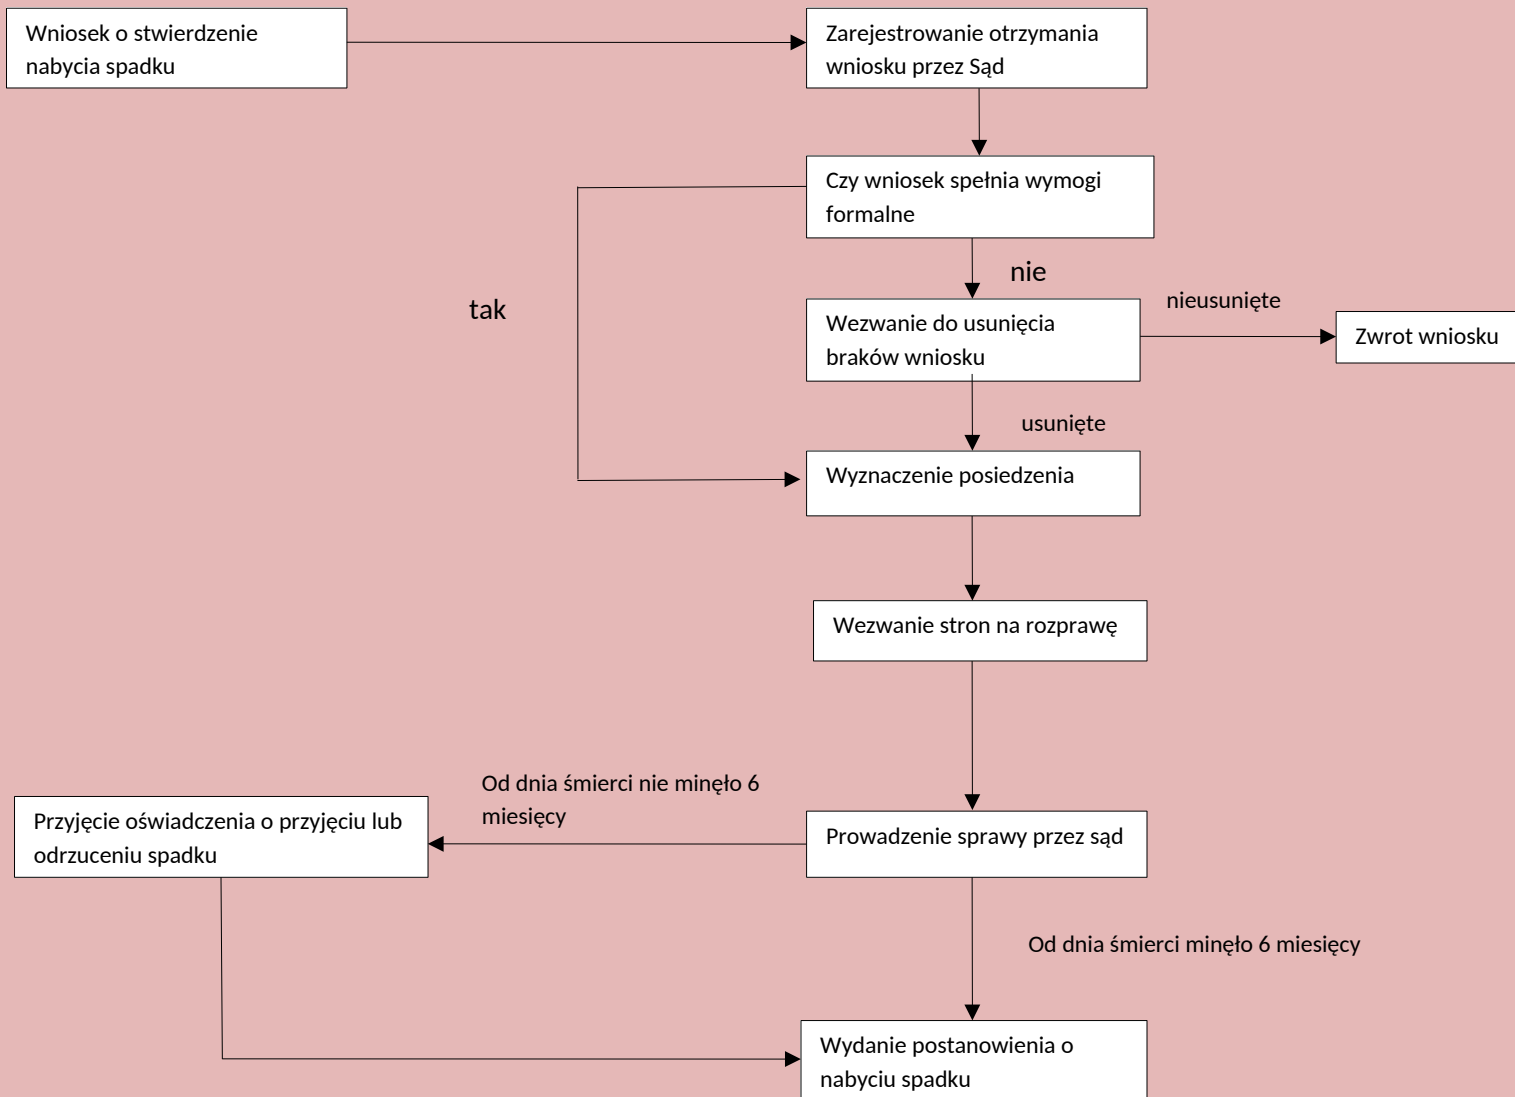 Wniosek o stwierdzenie
nabycia spadku
Zarejestrowanie otrzymania
wniosku przez Sąd
Czy wniosek spełnia wymogi
formalne
nie
tak
nieusunięte
Wezwanie do usunięcia
braków wniosku
Zwrot wniosku
usunięte
Wyznaczenie posiedzenia
Wezwanie stron na rozprawę
Od dnia śmierci nie minęło 6
miesięcy
Przyjęcie oświadczenia o przyjęciu lub
odrzuceniu spadku
Prowadzenie sprawy przez sąd
Od dnia śmierci minęło 6 miesięcy
Wydanie postanowienia o
nabyciu spadku